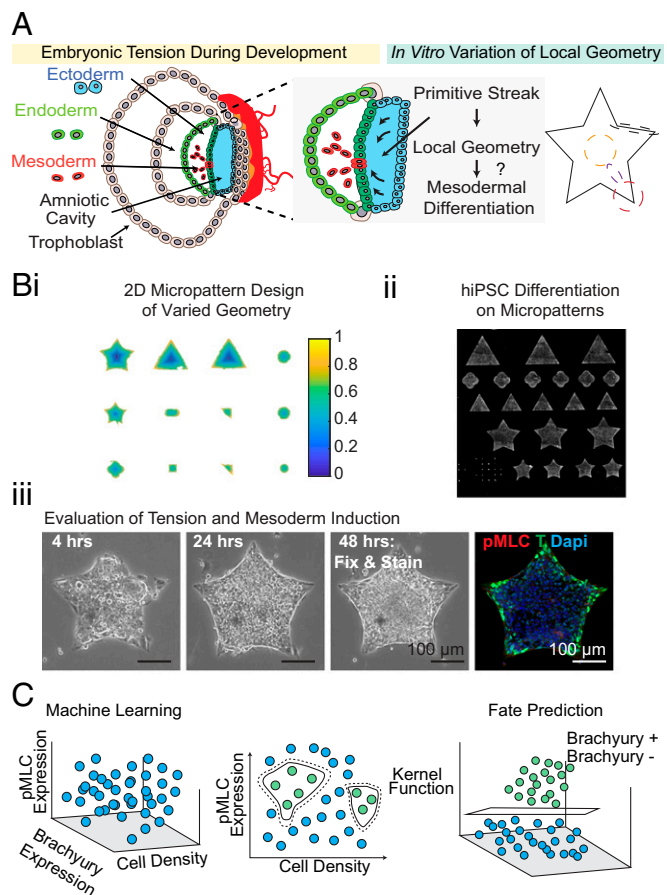 A
Embryonic Tension During Development
In Vitro Variation of Local Geometry
Ectoderm
Endoderm
Mesoderm
Amniotic
Cavity
Trophoblast
Primitive Streak
Local Geometry
?
Mesodermal
Differentiation
Bi
2D Micropattern Design
of Varied Geometry
1
0.8
0.6
0.4
0.2
0
ii
hiPSC Differentiation
on Micropatterns
iii
Evaluation of Tension and Mesoderm Induction
4 hrs
24 hrs
48 hrs:
Fix & Stain
100 μm
pMLC T Dapi
100 μm
C
Machine Learning
pMLC
Expression
Brachyury
Expression
Cell Density
pMLC
Expression
Cell Density
Kernel
Function
Fate Prediction
Brachyury +
Brachyury -